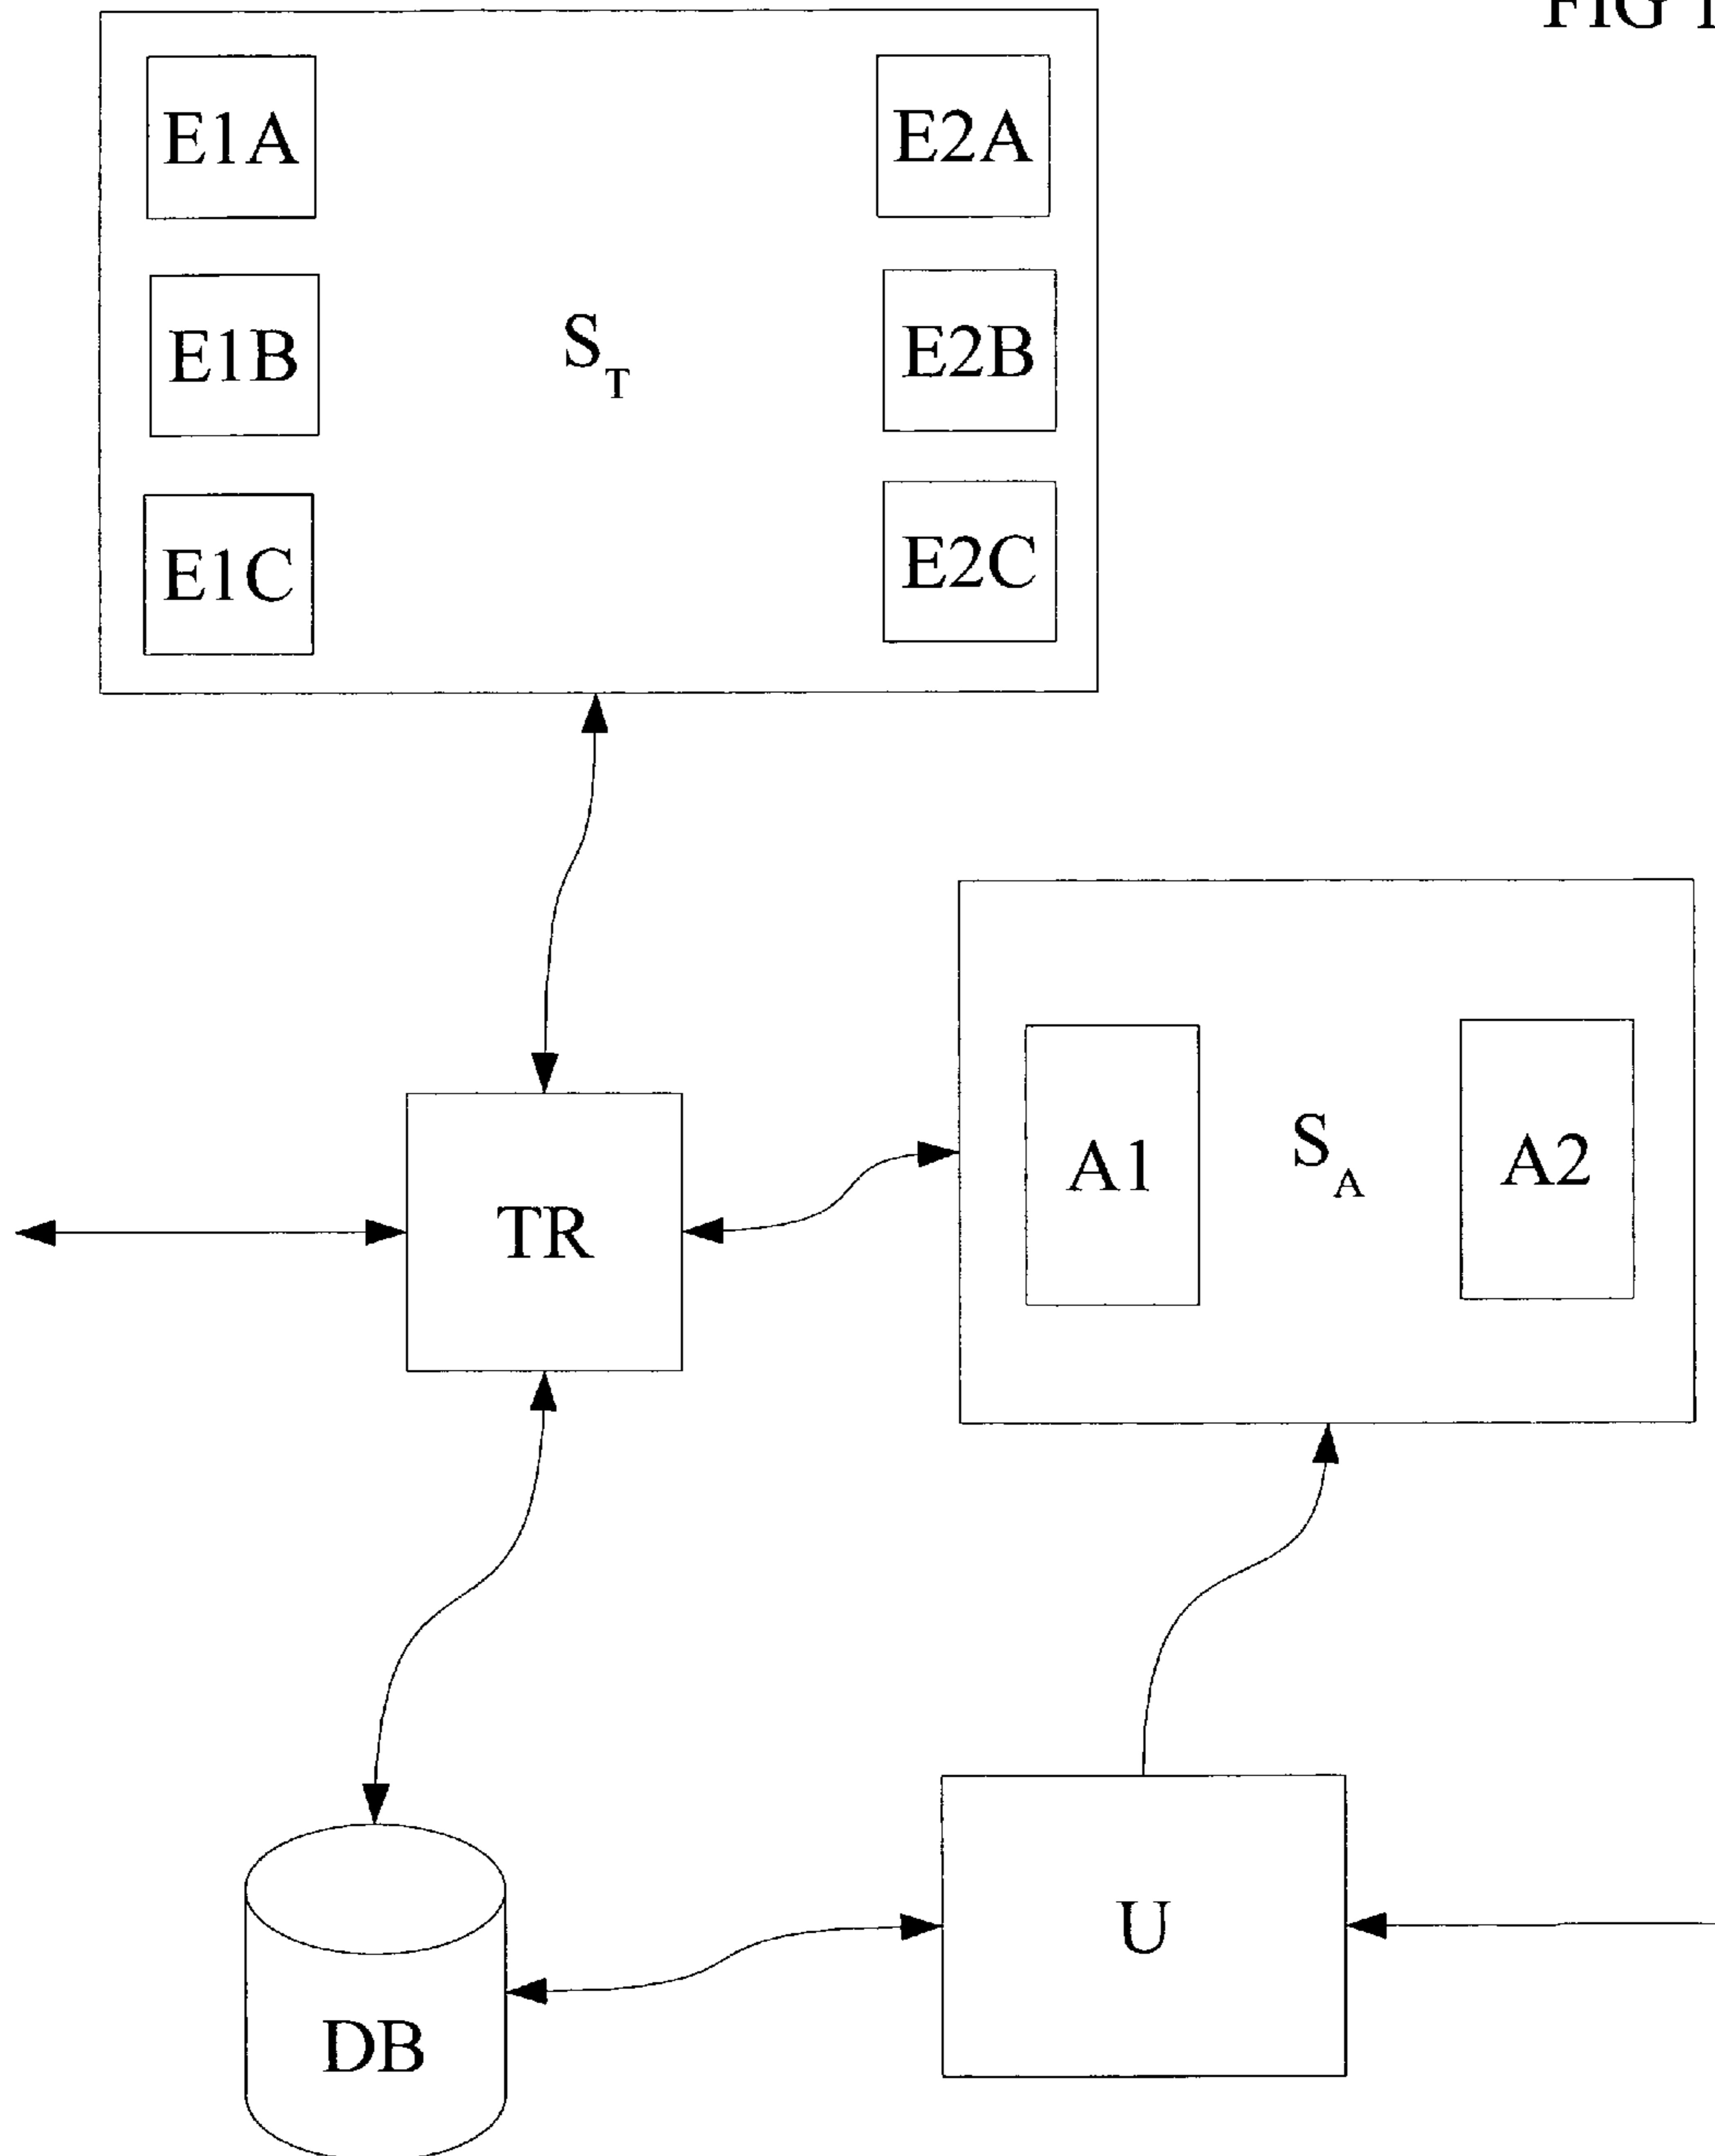 FIG 1
E1A
E2A
E1B
S_T
E2B
E1C
E2C
A1
S_A
A2
TR
U
DB